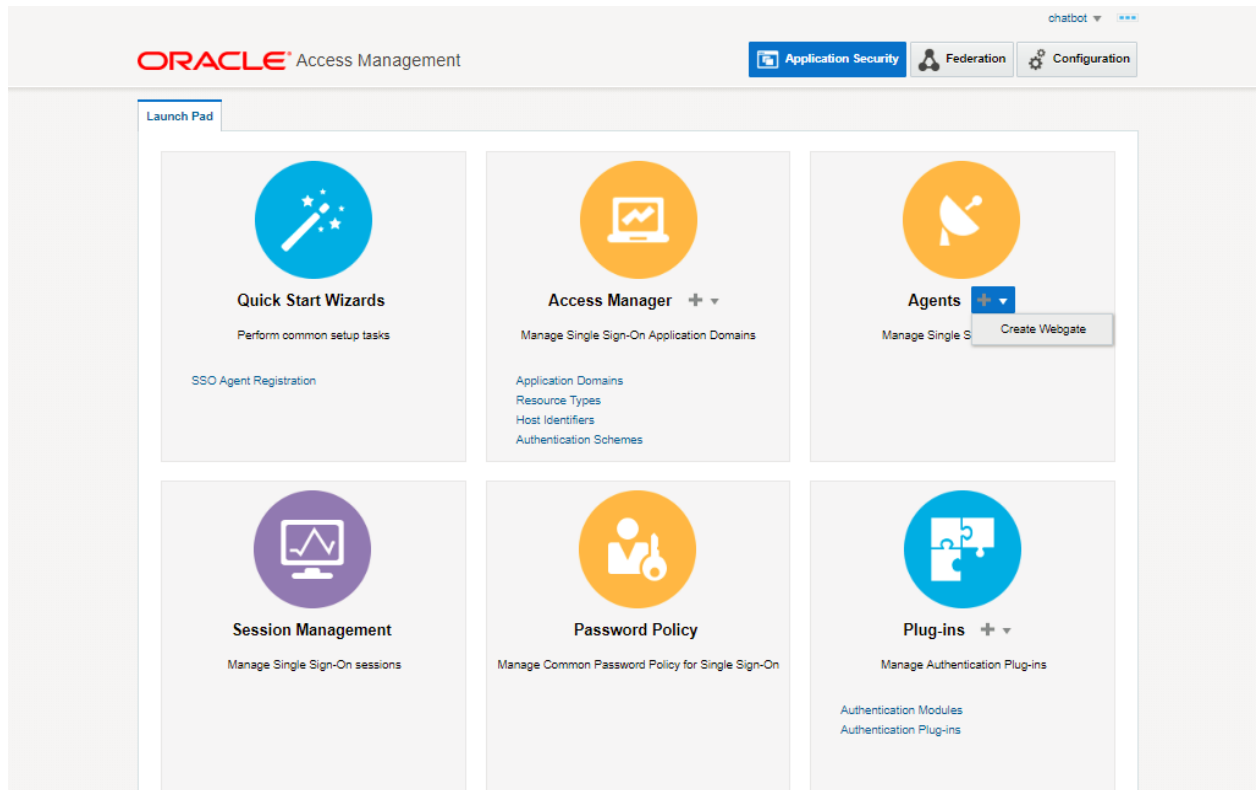 chatbot
ORACLE Access Management
Application Security
Federation
Configuration
Launch Pad
Quick Start Wizards
Perform common setup tasks
SSO Agent Registration
Access Manager
Manage Single Sign-On Application Domains
Application Domains
Resource Types
Host Identifiers
Authentication Schemes
Agents
Create Webgate
Manage Single S
Session Management
Manage Single Sign-On sessions
Password Policy
Manage Common Password Policy for Single Sign-On
Plug-ins
Manage Authentication Plug-ins
Authentication Modules
Authentication Plug-ins